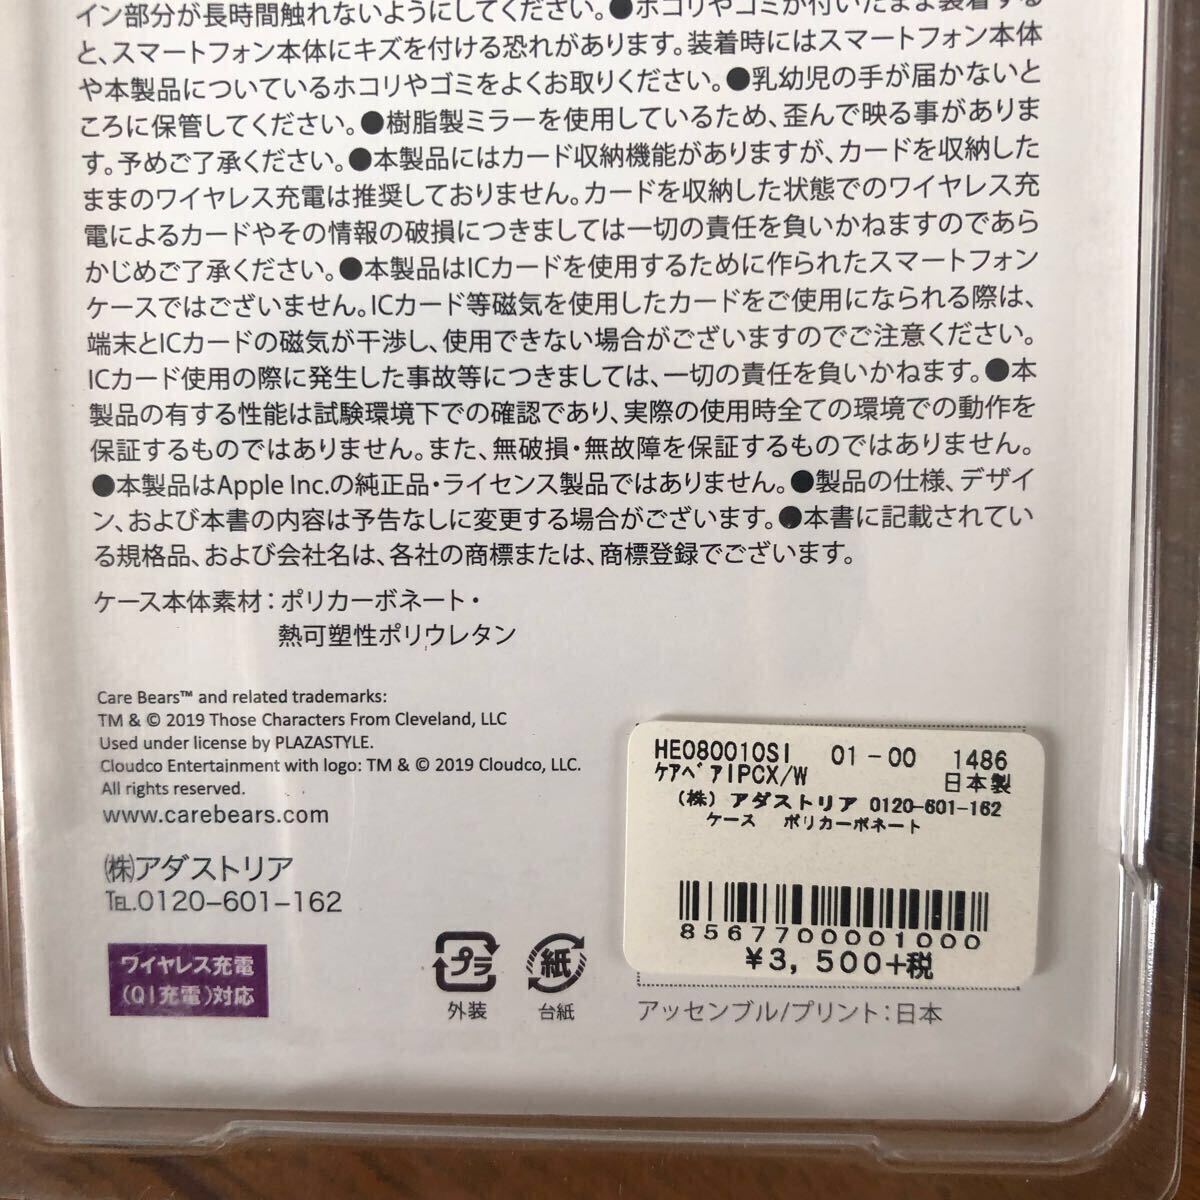 イン部分が長時間触れないようにしてください。●ホコリやゴミが付いたまま装着する
と、スマートフォン本体にキズを付ける恐れがあります。装着時にはスマートフォン本体
や本製品についているホコリやゴミをよくお取りください。●乳幼児の手が届かないと
ころに保管してください。●樹脂製ミラーを使用しているため、歪んで映る事がありま
す。予めご了承ください。●本製品にはカード収納機能がありますが、カードを収納した
ままのワイヤレス充電は推奨しておりません。カードを収納した状態でのワイヤレス充
電によるカードやその情報の破損につきましては一切の責任を負いかねますのであら
かじめご了承ください。●本製品はICカードを使用するために作られたスマートフォン
ケースではございません。ICカード等磁気を使用したカードをご使用になられる際は、
端末とICカードの磁気が干渉し、使用できない場合がございますのでご注意ください。
ICカード使用の際に発生した事故等につきましては、一切の責任を負いかねます。●本
製品の有する性能は試験環境下での確認であり、実際の使用時全ての環境での動作を
保証するものではありません。また、無破損・無故障を保証するものではありません。
●本製品はApple Inc.の純正品・ライセンス製品ではありません。●製品の仕様、デザイ
ン、および本書の内容は予告なしに変更する場合がございます。●本書に記載されてい
る規格品、および会社名は、各社の商標または、商標登録でございます。
ケース本体素材：ポリカーボネート・
熱可塑性ポリウレタン
Care Bears™ and related trademarks:
TM & © 2019 Those Characters From Cleveland, LLC
Used under license by PLAZASTYLE.
Cloudco Entertainment with logo: TM & © 2019 Cloudco, LLC.
All rights reserved.
www.carebears.com
㈱アダストリア
TEL.0120-601-162
ワイヤレス充電
(QI充電)対応
プラ
外装
紙
台紙
HE080010SI 01-00 1486
ｹｱﾍﾞｱIPCX/W 日本製
(株) アダストリア 0120-601-162
ケース ポリカーボネート
8567700001000
¥3,500+税
アッセンブル/プリント：日本